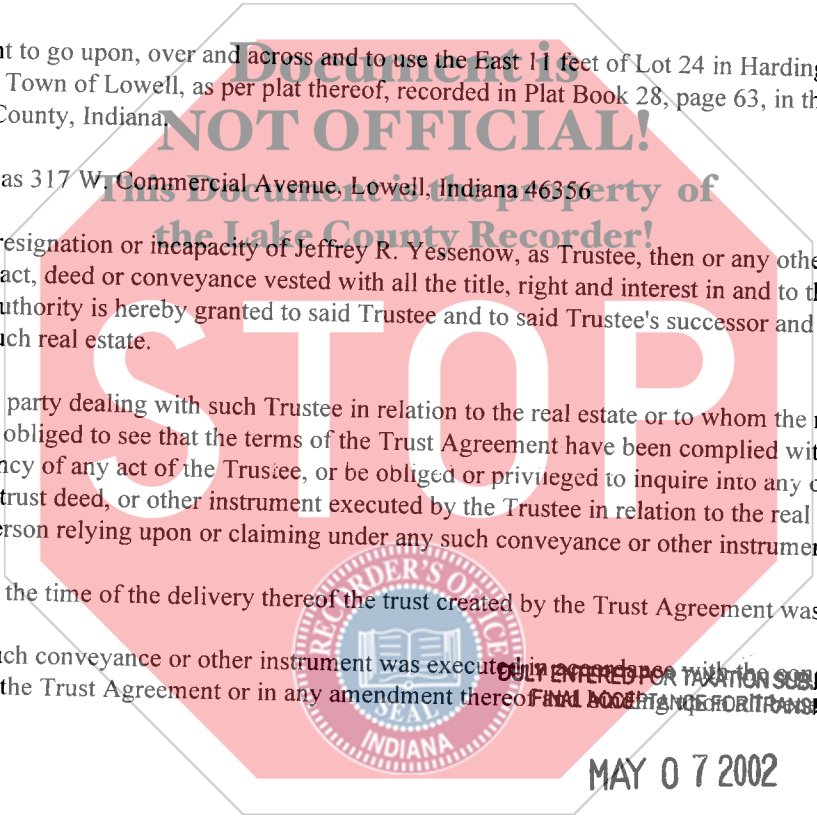 nt to go upon, over and across and to use the East 11 feet of Lot 24 in Harding
Town of Lowell, as per plat thereof, recorded in Plat Book 28, page 63, in th
County, Indiana.
as 317 W. Commercial Avenue, Lowell, Indiana 46356
resignation or incapacity of Jeffrey R. Yessenow, as Trustee, then or any othe
act, deed or conveyance vested with all the title, right and interest in and to th
uthority is hereby granted to said Trustee and to said Trustee's successor and
uch real estate.
party dealing with such Trustee in relation to the real estate or to whom the r
obliged to see that the terms of the Trust Agreement have been complied wit
ncy of any act of the Trustee, or be obliged or privileged to inquire into any o
trust deed, or other instrument executed by the Trustee in relation to the real
erson relying upon or claiming under any such conveyance or other instrumen
the time of the delivery thereof the trust created by the Trust Agreement was
uch conveyance or other instrument was executed in accordance with the con
the Trust Agreement or in any amendment thereof and binding upon all
DULY ENTERED FOR TAXATION SUBJ
FINAL ACCEPTANCE FOR TRANS
MAY 07 2002
Document is
NOT OFFICIAL!
This Document is the property of
the Lake County Recorder!
STOP
RECORDER'S OFFICE
SEAL
INDIANA